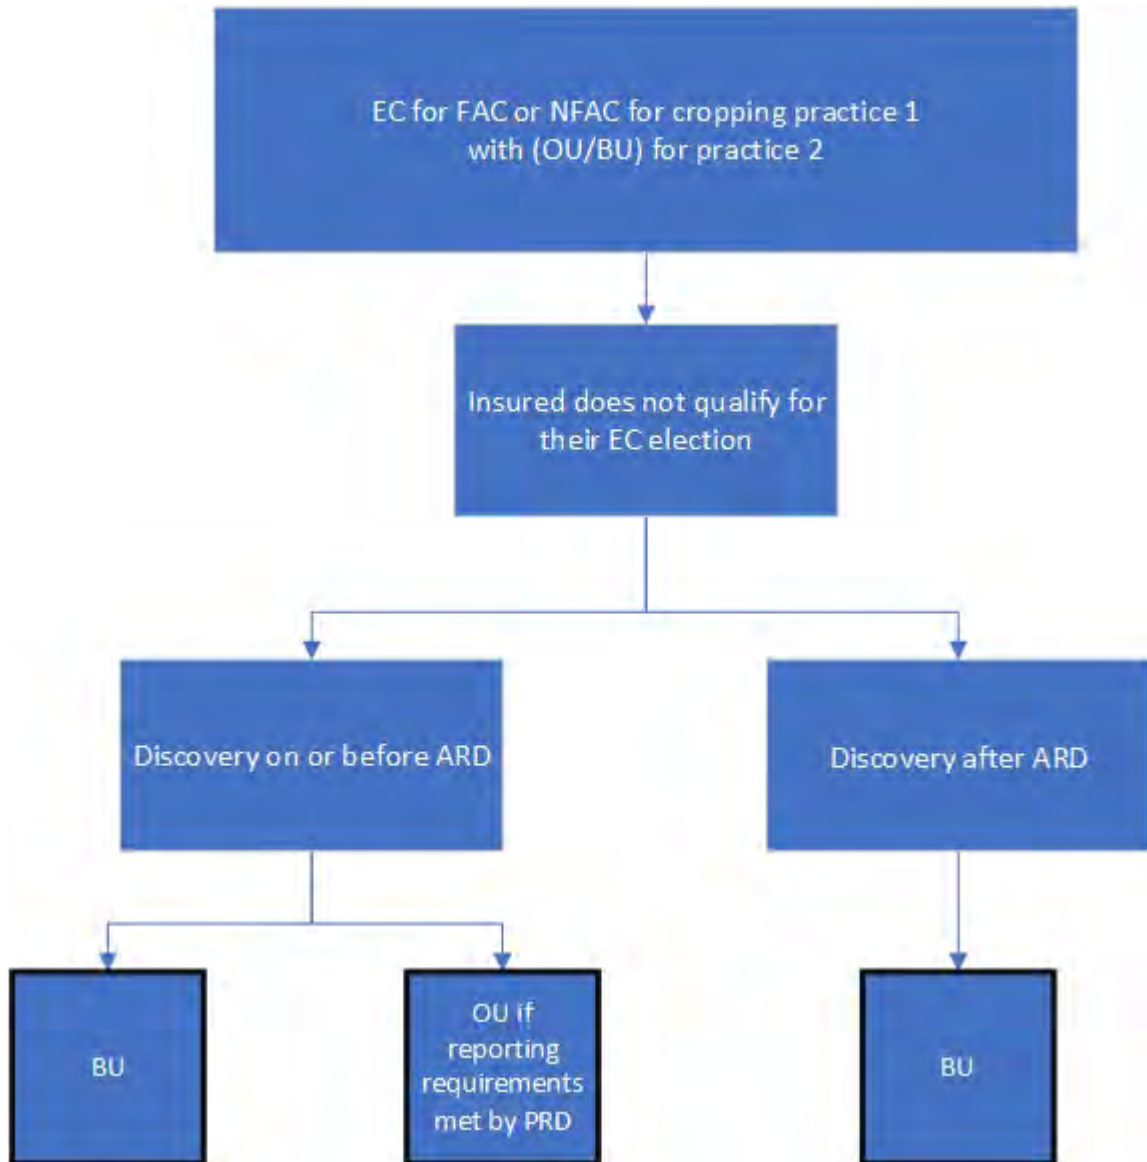 EC for FAC or NFAC for cropping practice 1
with (OU/BU) for practice 2
Insured does not qualify for
their EC election
Discovery on or before ARD
Discovery after ARD
BU
OU if
reporting
requirements
met by PRD
BU